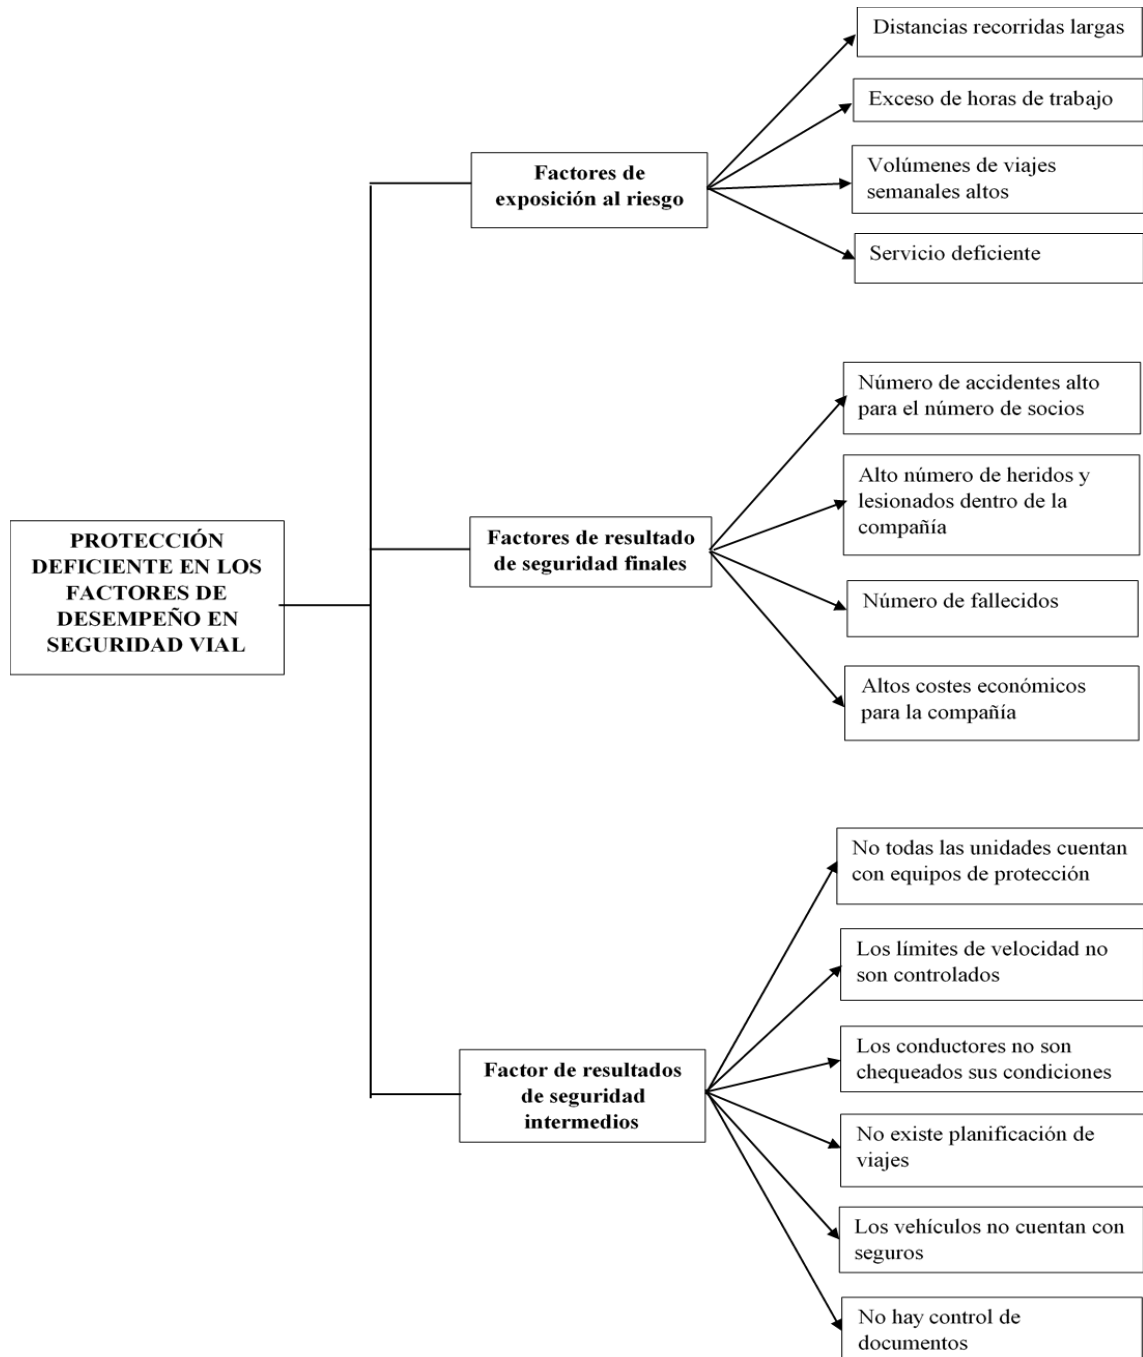 Distancias recorridas largas
Exceso de horas de trabajo
Factores de
exposición al riesgo
Volúmenes de viajes
semanales altos
Servicio deficiente
Número de accidentes alto
para el número de socios
Alto número de heridos y
lesionados dentro de la
compañía
PROTECCIÓN
DEFICIENTE EN LOS
FACTORES DE
DESEMPEÑO EN
SEGURIDAD VIAL
Factores de resultado
de seguridad finales
Número de fallecidos
Altos costes económicos
para la compañía
No todas las unidades cuentan
con equipos de protección
Los límites de velocidad no
son controlados
Factor de resultados
de seguridad
intermedios
Los conductores no son
chequeados sus condiciones
No existe planificación de
viajes
Los vehículos no cuentan con
seguros
No hay control de
documentos